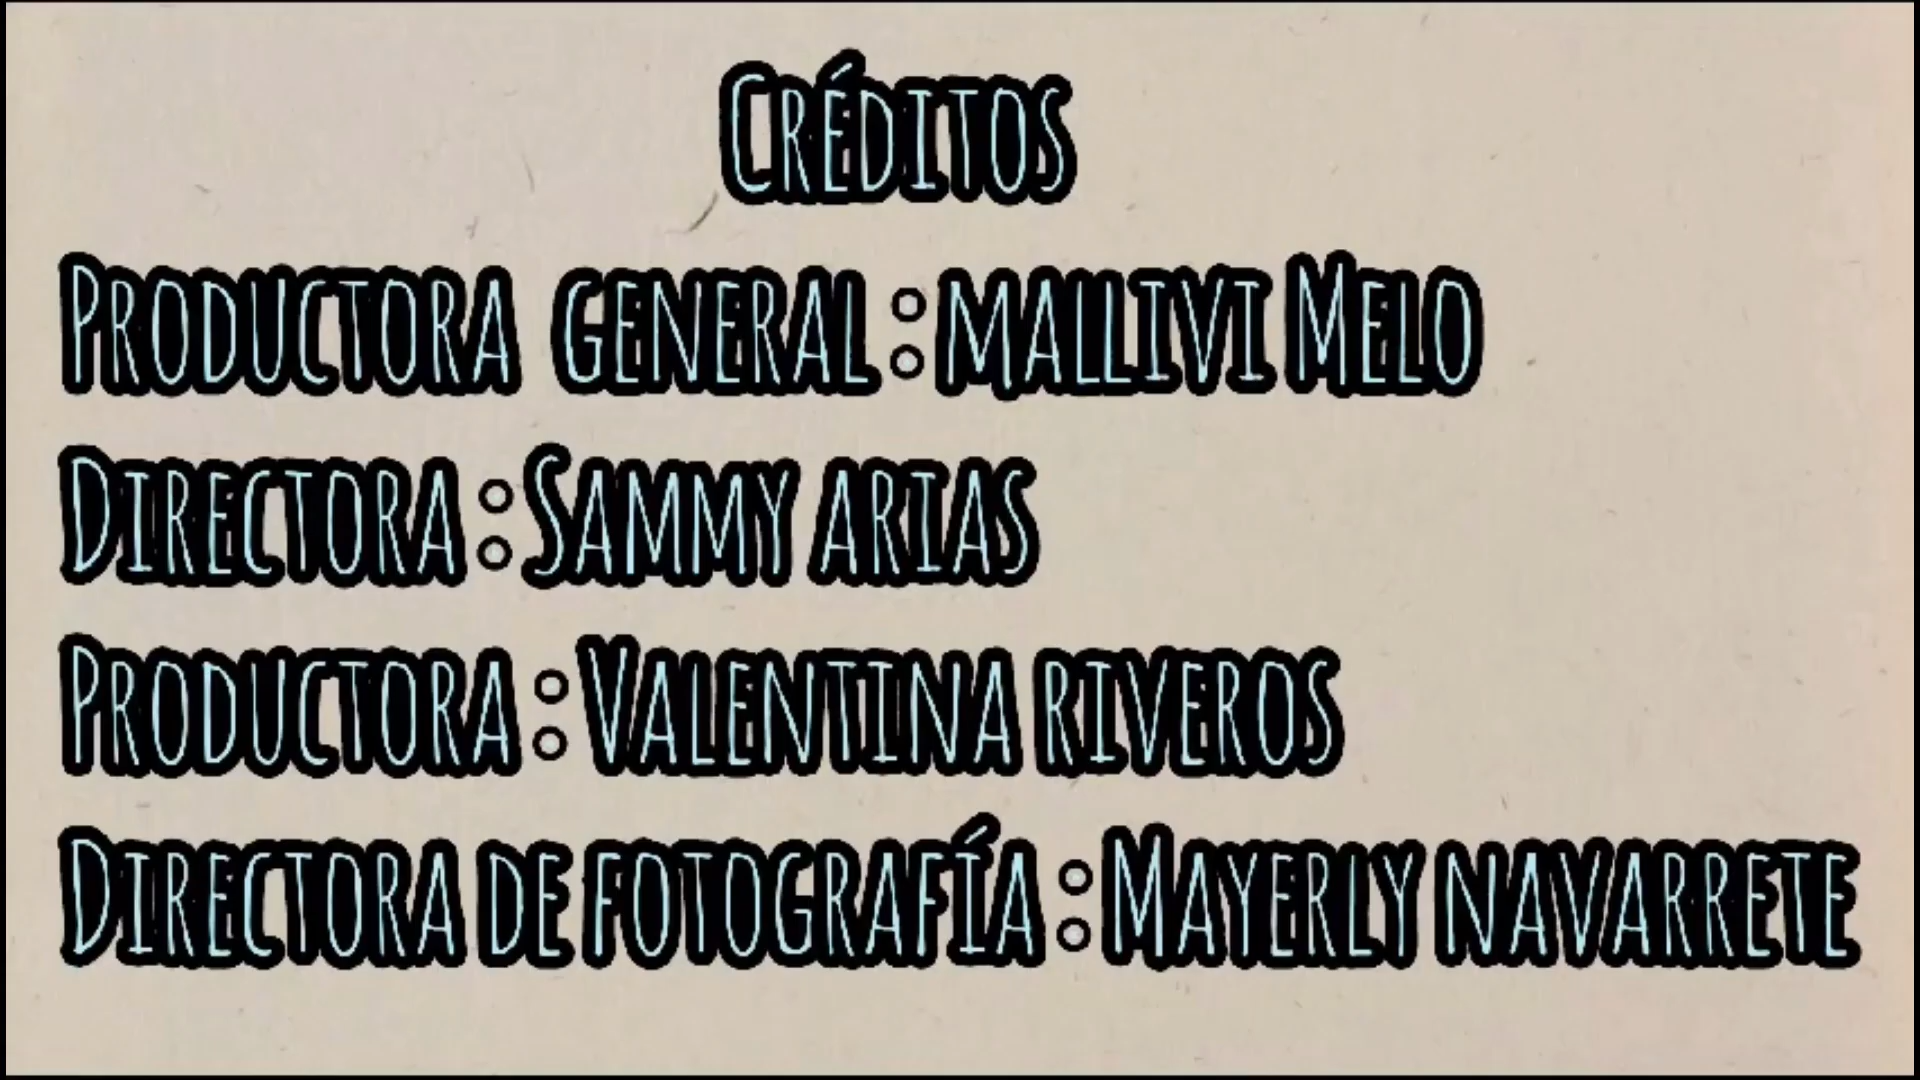 Créditos
Productora general : mallivi Melo
Directora : Sammy arias
Productora : Valentina riveros
Directora de fotografía : Mayerly navarrete